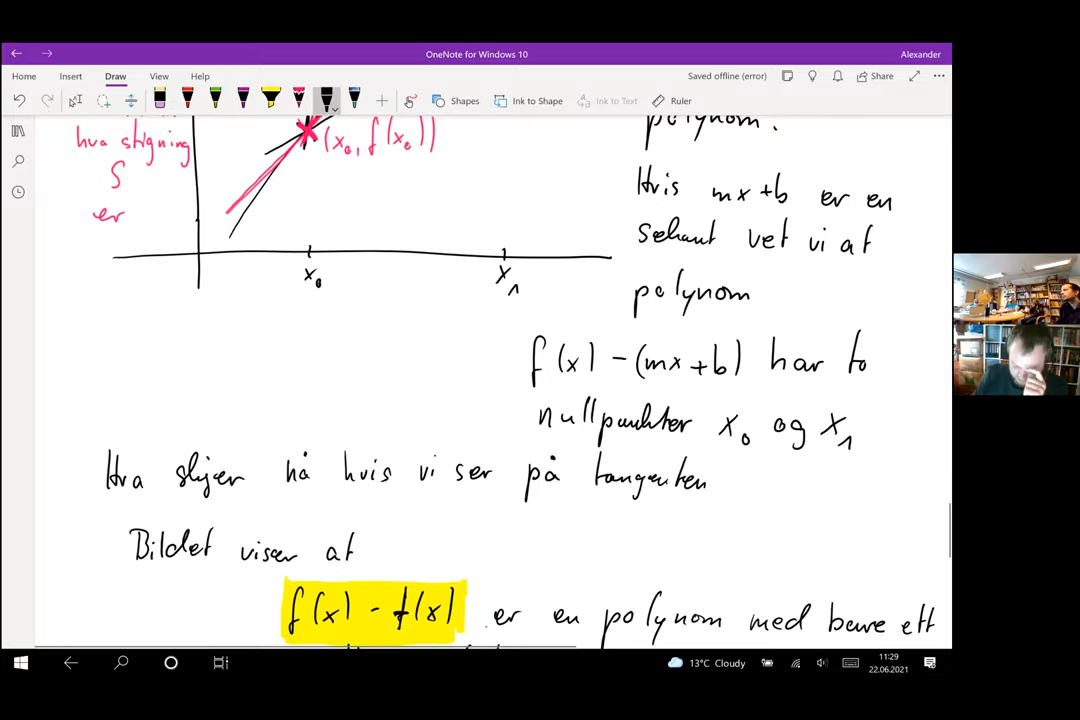 OneNote for Windows 10
Alexander
Home Insert Draw View Help
Saved offline (error)
Share
Shapes
Ink to Shape
Ink to Text
Ruler
hva stigning
S
er
(x₀, f(x₀))
x₀
x₁
polynom.
Hvis mx+b er en
sekant vet vi at
polynom
f(x) - (mx+b) har to
nullpunkter x₀ og x₁
Hva skjer nå hvis vi ser på tangenten
Bildet viser at
f(x) - t(x) er en polynom med bare ett
13°C Cloudy
11:29
22.06.2021